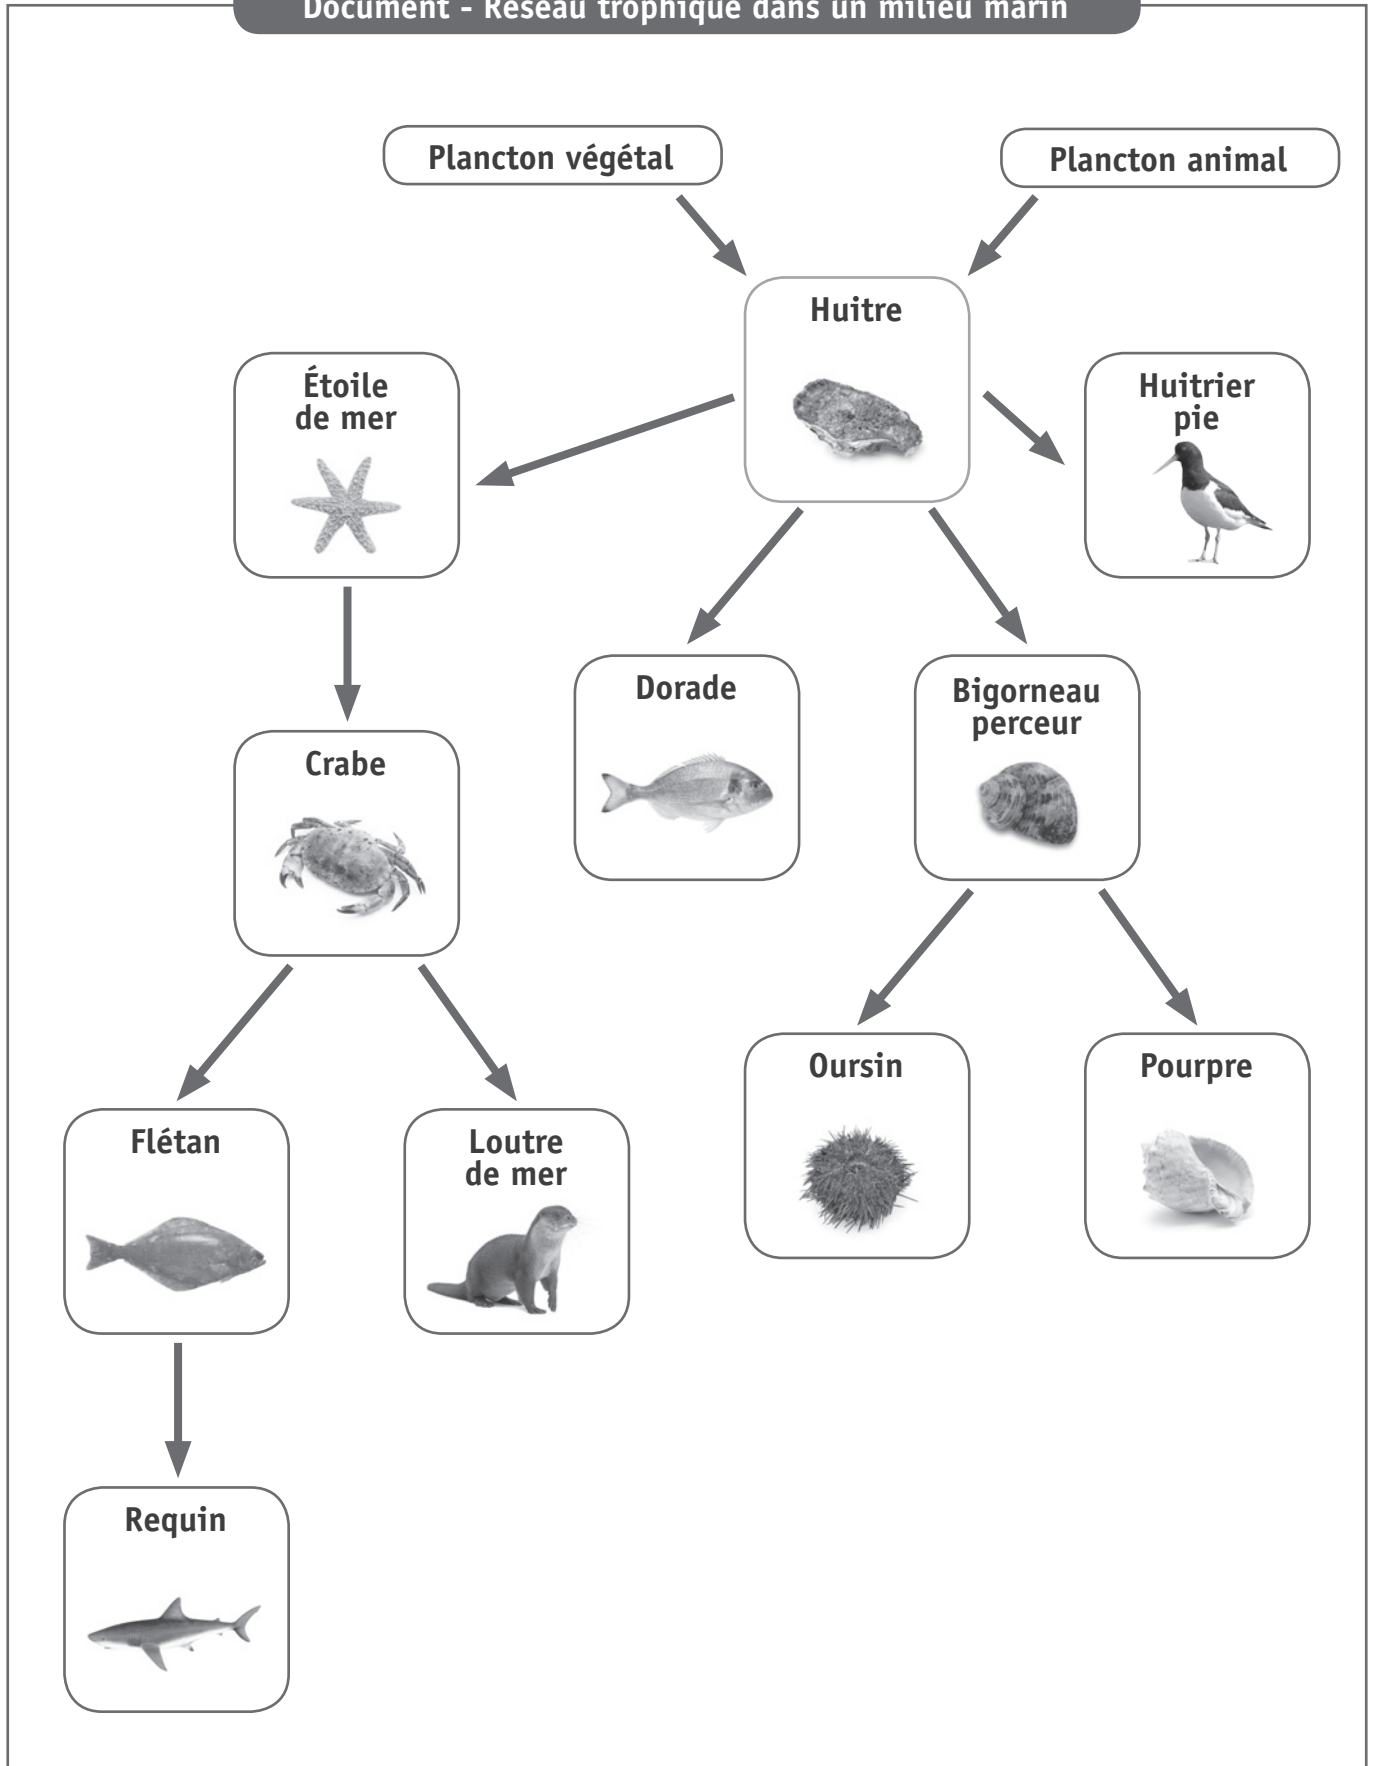 Document - Réseau trophique dans un milieu marin
Plancton végétal
Plancton animal
Huitre
Étoile
de mer
Huitrier
pie
Dorade
Bigorneau
perceur
Crabe
Oursin
Pourpre
Flétan
Loutre
de mer
Requin